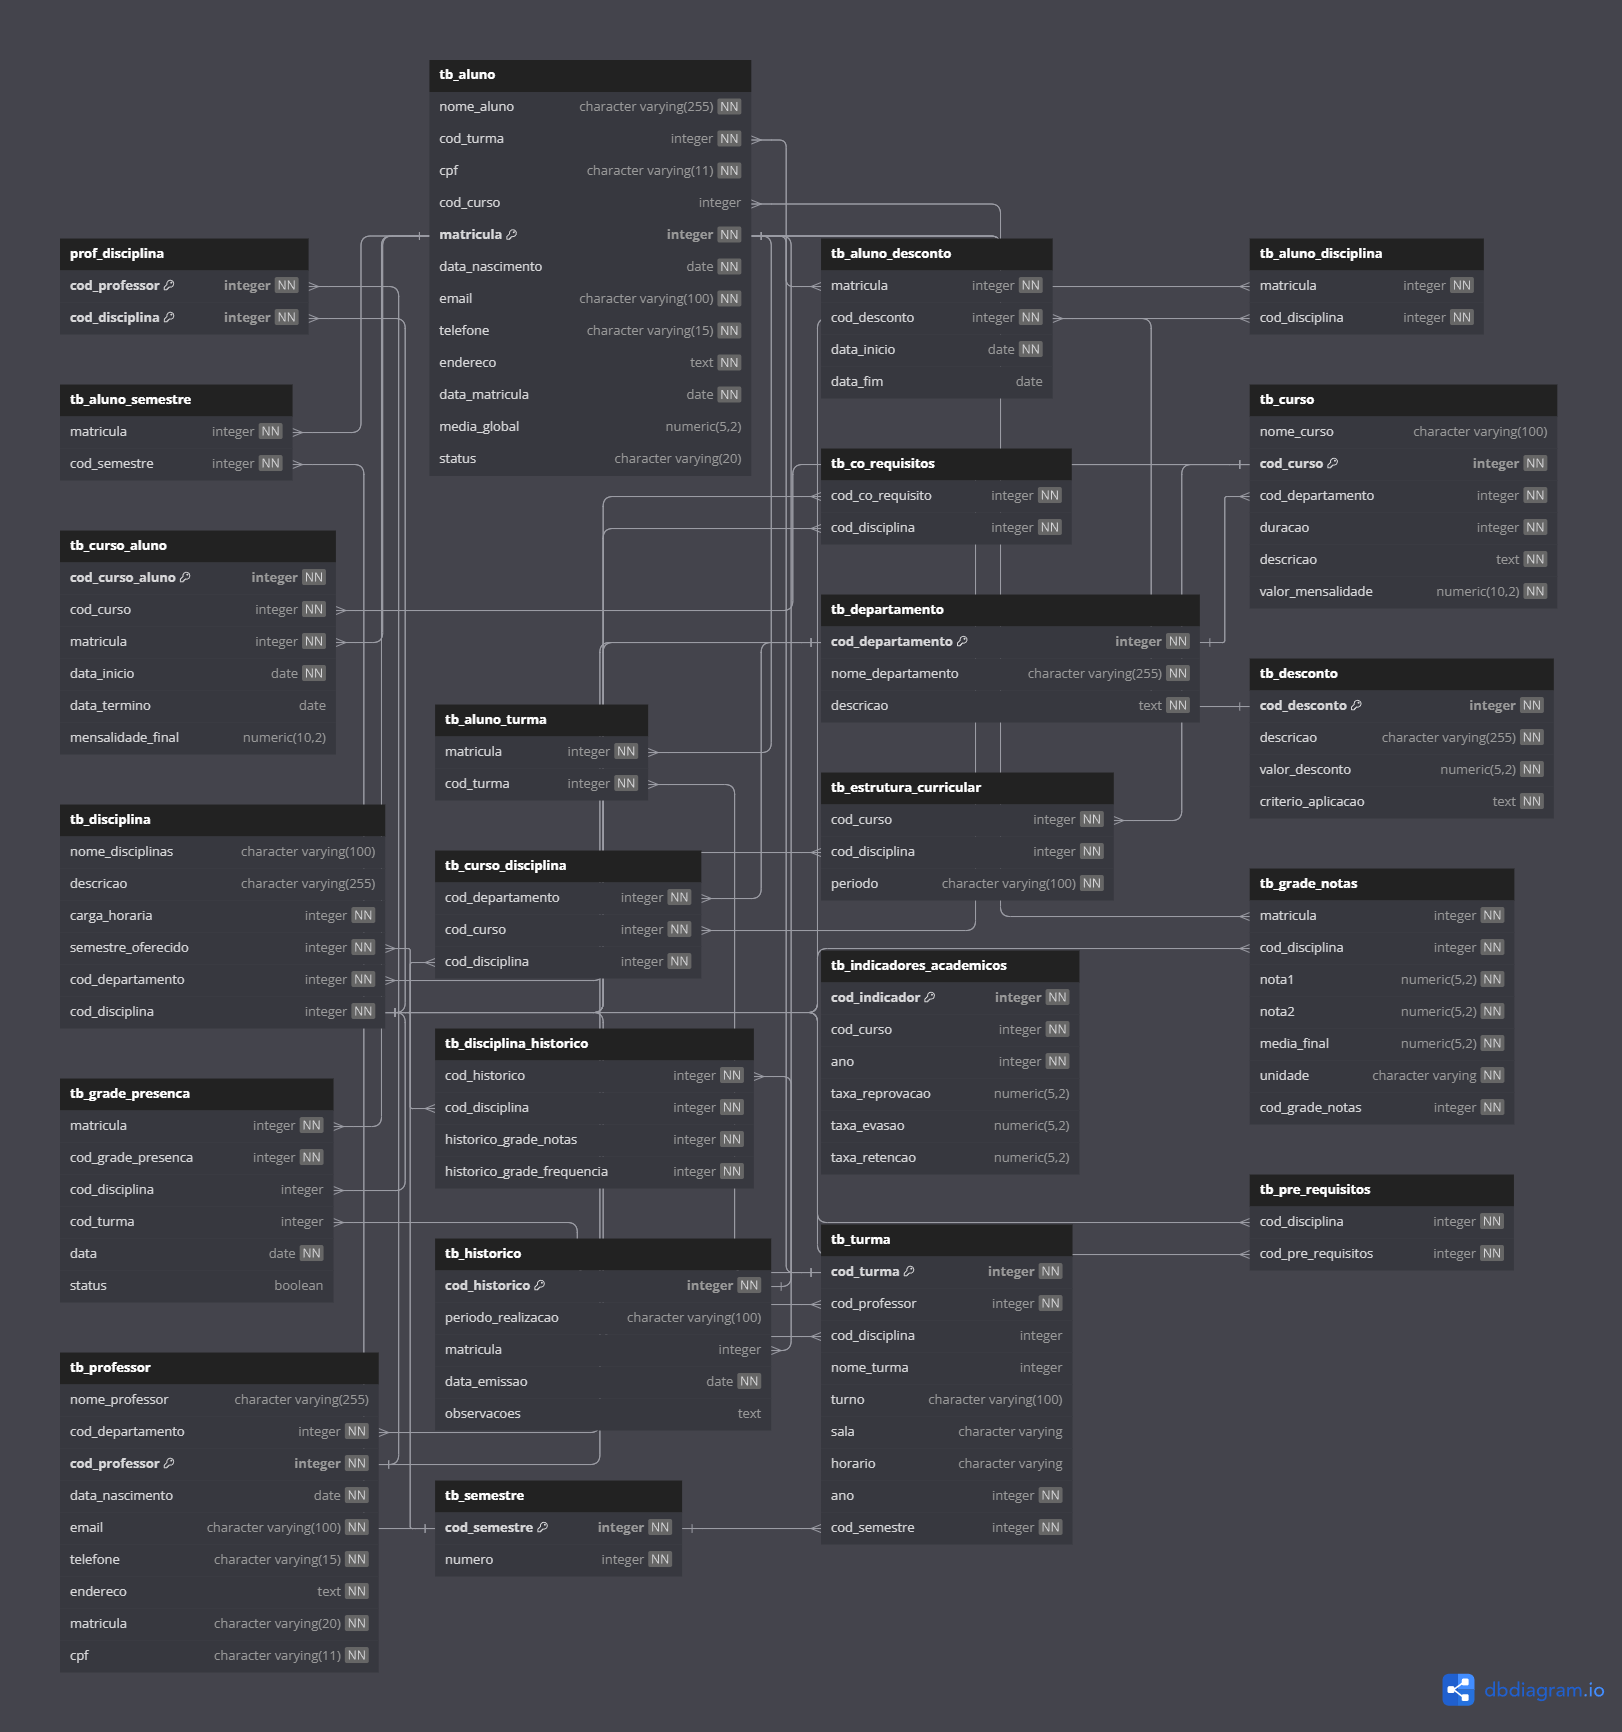 tb_aluno
nome_aluno character varying(255) NN
cod_turma integer NN
cpf character varying(11) NN
cod_curso integer
matricula integer NN
data_nascimento date NN
email character varying(100) NN
telefone character varying(15) NN
endereco text NN
data_matricula date NN
media_global numeric(5,2)
status character varying(20)
prof_disciplina
cod_professor integer NN
cod_disciplina integer NN
tb_aluno_desconto
matricula integer NN
cod_desconto integer NN
data_inicio date NN
data_fim date
tb_aluno_disciplina
matricula integer NN
cod_disciplina integer NN
tb_aluno_semestre
matricula integer NN
cod_semestre integer NN
tb_curso
nome_curso character varying(100)
cod_curso integer NN
cod_departamento integer NN
duracao integer NN
descricao text NN
valor_mensalidade numeric(10,2) NN
tb_co_requisitos
cod_co_requisito integer NN
cod_disciplina integer NN
tb_curso_aluno
cod_curso_aluno integer NN
cod_curso integer NN
matricula integer NN
data_inicio date NN
data_termino date
mensalidade_final numeric(10,2)
tb_departamento
cod_departamento integer NN
nome_departamento character varying(255) NN
descricao text NN
tb_desconto
cod_desconto integer NN
descricao character varying(255) NN
valor_desconto numeric(5,2) NN
criterio_aplicacao text NN
tb_aluno_turma
matricula integer NN
cod_turma integer NN
tb_estrutura_curricular
cod_curso integer NN
cod_disciplina integer NN
periodo character varying(100) NN
tb_disciplina
nome_disciplinas character varying(100)
descricao character varying(255)
carga_horaria integer NN
semestre_oferecido integer NN
cod_departamento integer NN
cod_disciplina integer NN
tb_curso_disciplina
cod_departamento integer NN
cod_curso integer NN
cod_disciplina integer NN
tb_grade_notas
matricula integer NN
cod_disciplina integer NN
nota1 numeric(5,2) NN
nota2 numeric(5,2) NN
media_final numeric(5,2) NN
unidade character varying NN
cod_grade_notas integer NN
tb_indicadores_academicos
cod_indicador integer NN
cod_curso integer NN
ano integer NN
taxa_reprovacao numeric(5,2)
taxa_evasao numeric(5,2)
taxa_retencao numeric(5,2)
tb_disciplina_historico
cod_historico integer NN
cod_disciplina integer NN
historico_grade_notas integer NN
historico_grade_frequencia integer NN
tb_grade_presenca
matricula integer NN
cod_grade_presenca integer NN
cod_disciplina integer
cod_turma integer
data date NN
status boolean
tb_pre_requisitos
cod_disciplina integer NN
cod_pre_requisitos integer NN
tb_historico
cod_historico integer NN
periodo_realizacao character varying(100)
matricula integer
data_emissao date NN
observacoes text
tb_turma
cod_turma integer NN
cod_professor integer NN
cod_disciplina integer
nome_turma integer
turno character varying(100)
sala character varying
horario character varying
ano integer NN
cod_semestre integer NN
tb_professor
nome_professor character varying(255)
cod_departamento integer NN
cod_professor integer NN
data_nascimento date NN
email character varying(100) NN
telefone character varying(15) NN
endereco text NN
matricula character varying(20) NN
cpf character varying(11) NN
tb_semestre
cod_semestre integer NN
numero integer NN
dbdiagram.io